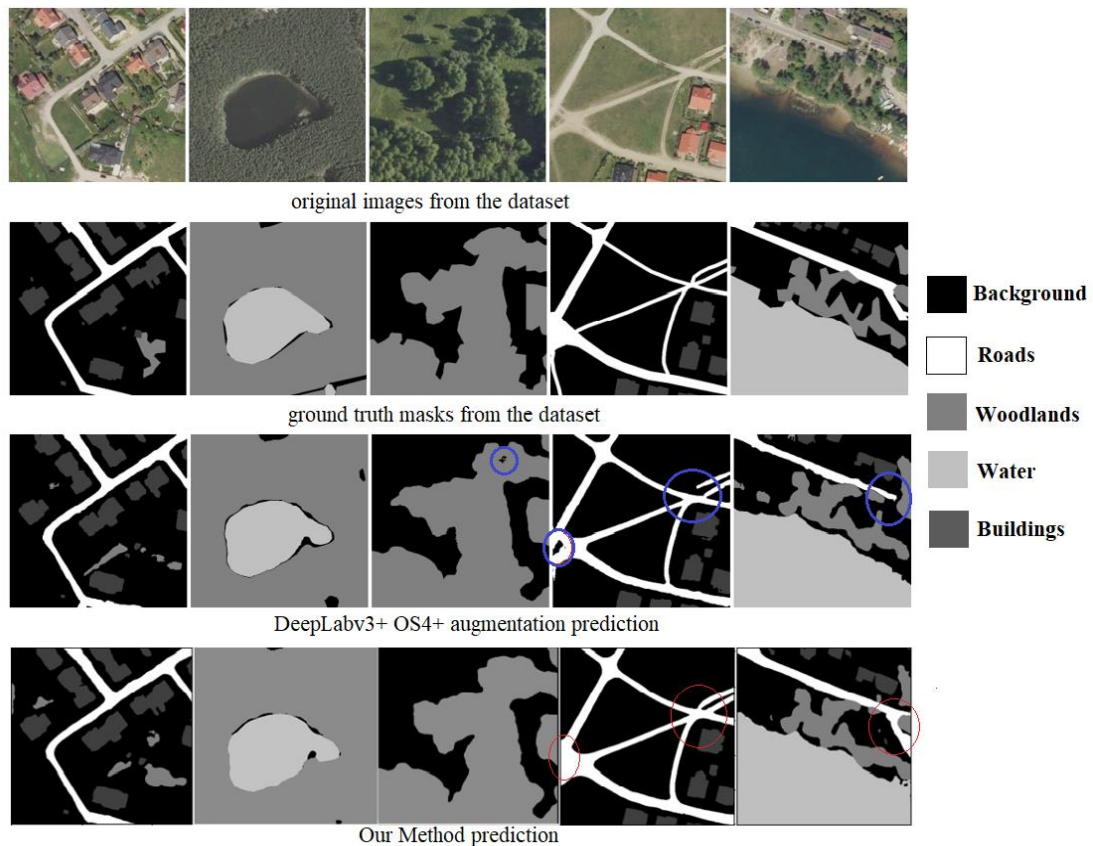 original images from the dataset
ground truth masks from the dataset
Background
Roads
Woodlands
Water
Buildings
DeepLabv3+ OS4+ augmentation prediction
Our Method prediction